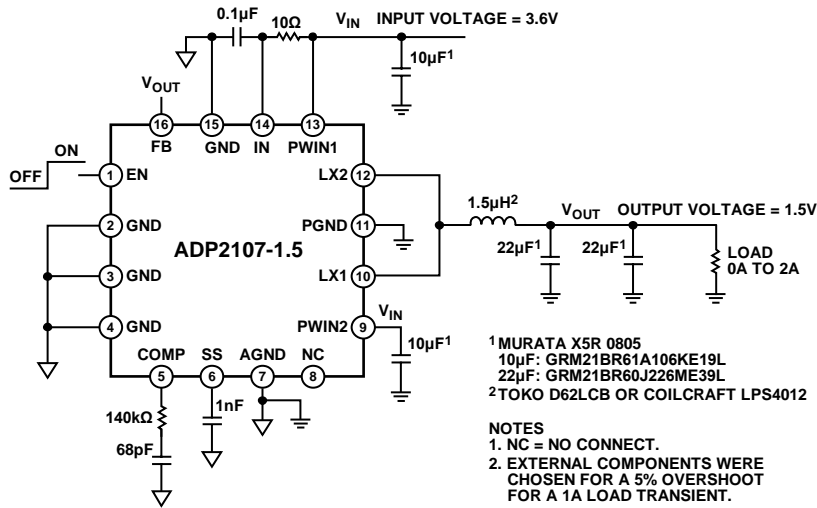 0.1µF
10Ω
VIN INPUT VOLTAGE = 3.6V
10µF1
VOUT
16 15 14 13
FB GND IN PWIN1
ON
OFF
1 EN
LX2 12
2 GND
PGND 11
1.5µH2
VOUT OUTPUT VOLTAGE = 1.5V
ADP2107-1.5
22µF1
22µF1
LOAD
0A TO 2A
3 GND
LX1 10
4 GND
VIN
PWIN2 9
10µF1
COMP SS AGND NC
5 6 7 8
140kΩ
1nF
68pF
1 MURATA X5R 0805
10µF: GRM21BR61A106KE19L
22µF: GRM21BR60J226ME39L
2 TOKO D62LCB OR COILCRAFT LPS4012
NOTES
1. NC = NO CONNECT.
2. EXTERNAL COMPONENTS WERE
CHOSEN FOR A 5% OVERSHOOT
FOR A 1A LOAD TRANSIENT.